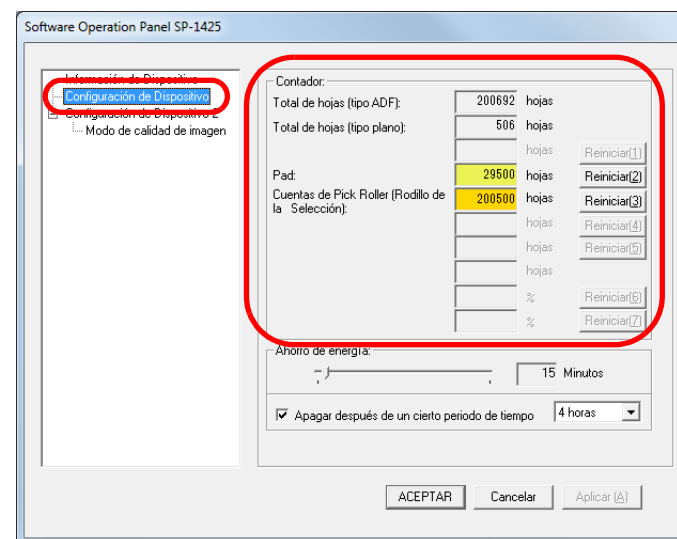 Software Operation Panel SP-1425
Información de Dispositivo
Configuración de Dispositivo
Configuración de Dispositivo 2
Modo de calidad de imagen
Contador:
Total de hojas (tipo ADF): 200692 hojas
Total de hojas (tipo plano): 506 hojas
hojas Reiniciar(1)
Pad: 29500 hojas Reiniciar(2)
Cuentas de Pick Roller (Rodillo de la Selección): 200500 hojas Reiniciar(3)
hojas Reiniciar(4)
hojas Reiniciar(5)
hojas
% Reiniciar(6)
% Reiniciar(7)
Ahorro de energía:
15 Minutos
Apagar después de un cierto periodo de tiempo 4 horas
ACEPTAR Cancelar Aplicar (A)